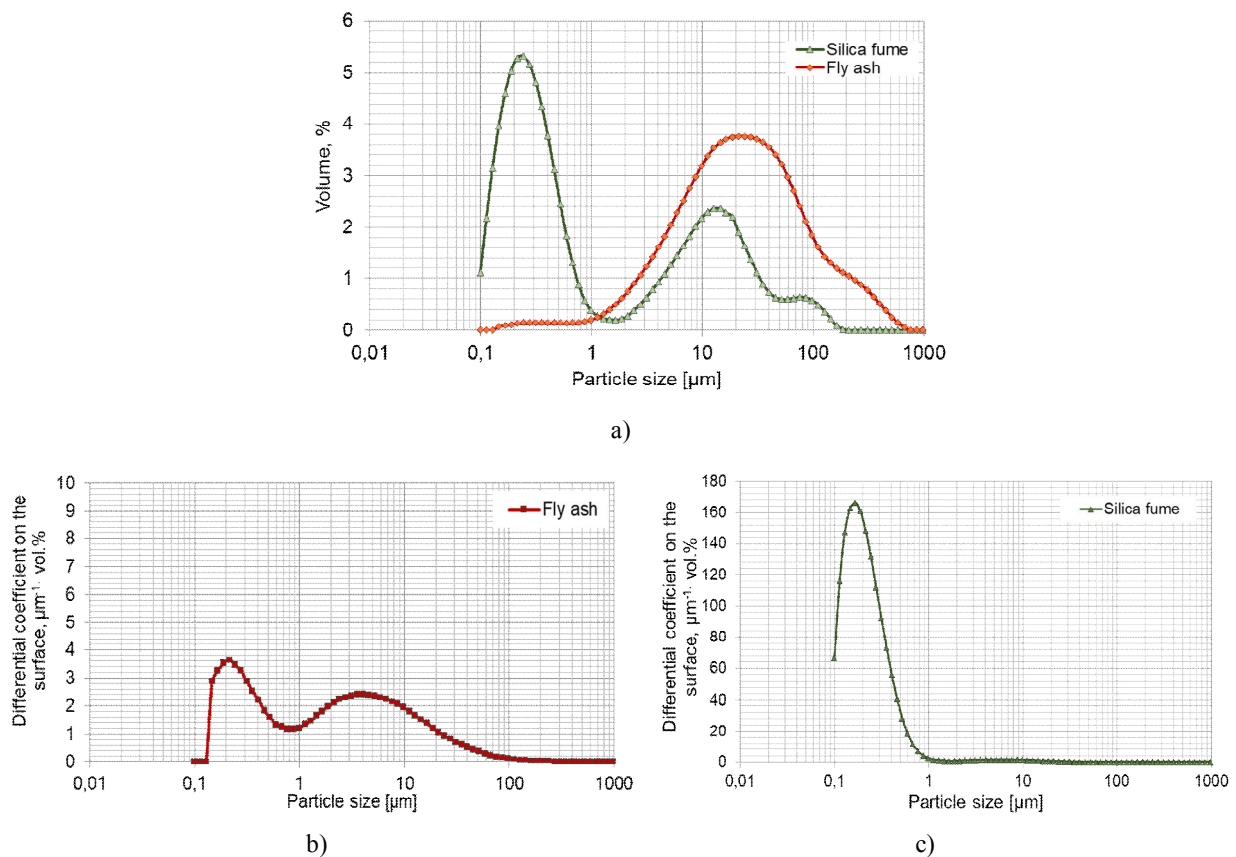 6
5
4
3
2
1
0
Volume, %
Silica fume
Fly ash
0,01 0,1 1 10 100 1000
Particle size [µm]
a)
10
9
8
7
6
5
4
3
2
1
0
Differential coefficient on the
surface, µm⁻¹· vol.%
Fly ash
0,01 0,1 1 10 100 1000
Particle size [µm]
b)
180
160
140
120
100
80
60
40
20
0
Differential coefficient on the
surface, µm⁻¹· vol.%
Silica fume
0,01 0,1 1 10 100 1000
Particle size [µm]
c)